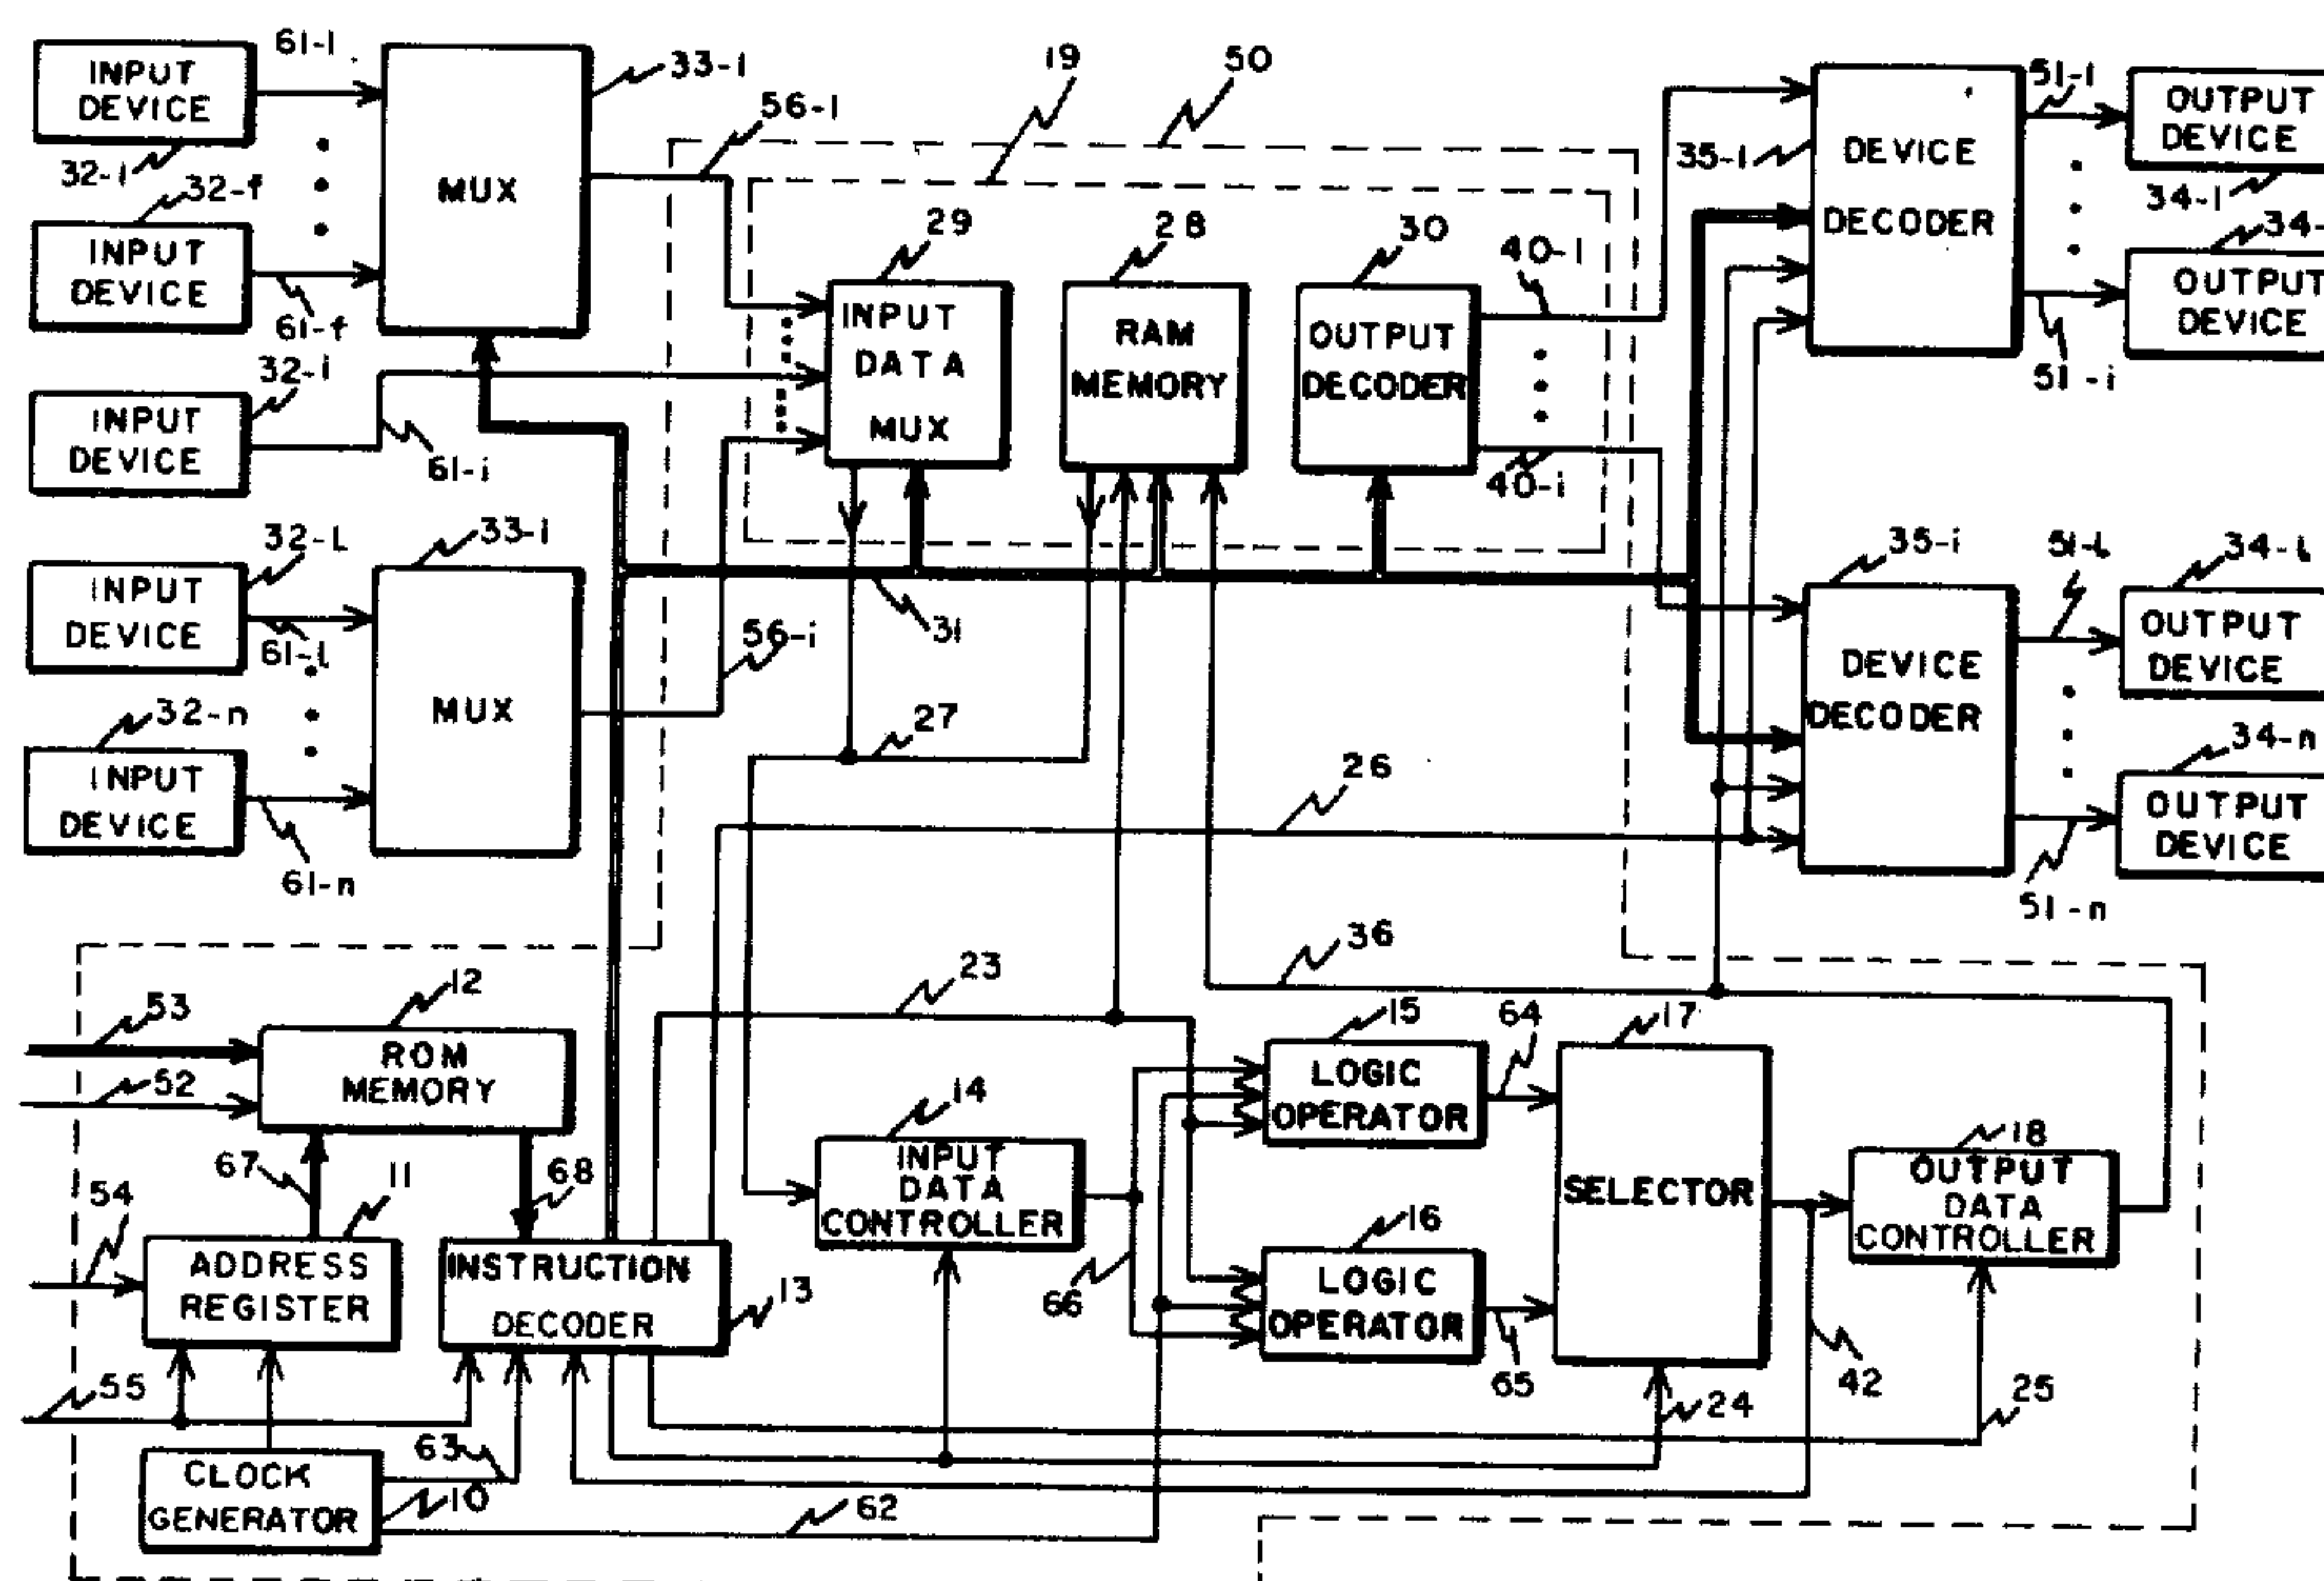 INPUT DEVICE
61-1
32-1
32-f
INPUT DEVICE
61-f
32-i
INPUT DEVICE
61-i
MUX
33-1
56-1
19
50
29
INPUT DATA MUX
28
RAM MEMORY
30
OUTPUT DECODER
40-1
40-i
35-1
DEVICE DECODER
51-1
OUTPUT DEVICE
34-1
34-
OUTPUT DEVICE
51-i
32-L
INPUT DEVICE
61-l
32-n
INPUT DEVICE
61-n
33-1
MUX
56-i
31
27
26
35-i
DEVICE DECODER
51-l
34-l
OUTPUT DEVICE
34-n
OUTPUT DEVICE
51-n
36
23
53
52
12
ROM MEMORY
67
11
68
54
ADDRESS REGISTER
INSTRUCTION DECODER
13
55
63
CLOCK GENERATOR
10
62
14
INPUT DATA CONTROLLER
66
15
LOGIC OPERATOR
64
16
LOGIC OPERATOR
65
17
SELECTOR
24
42
18
OUTPUT DATA CONTROLLER
25